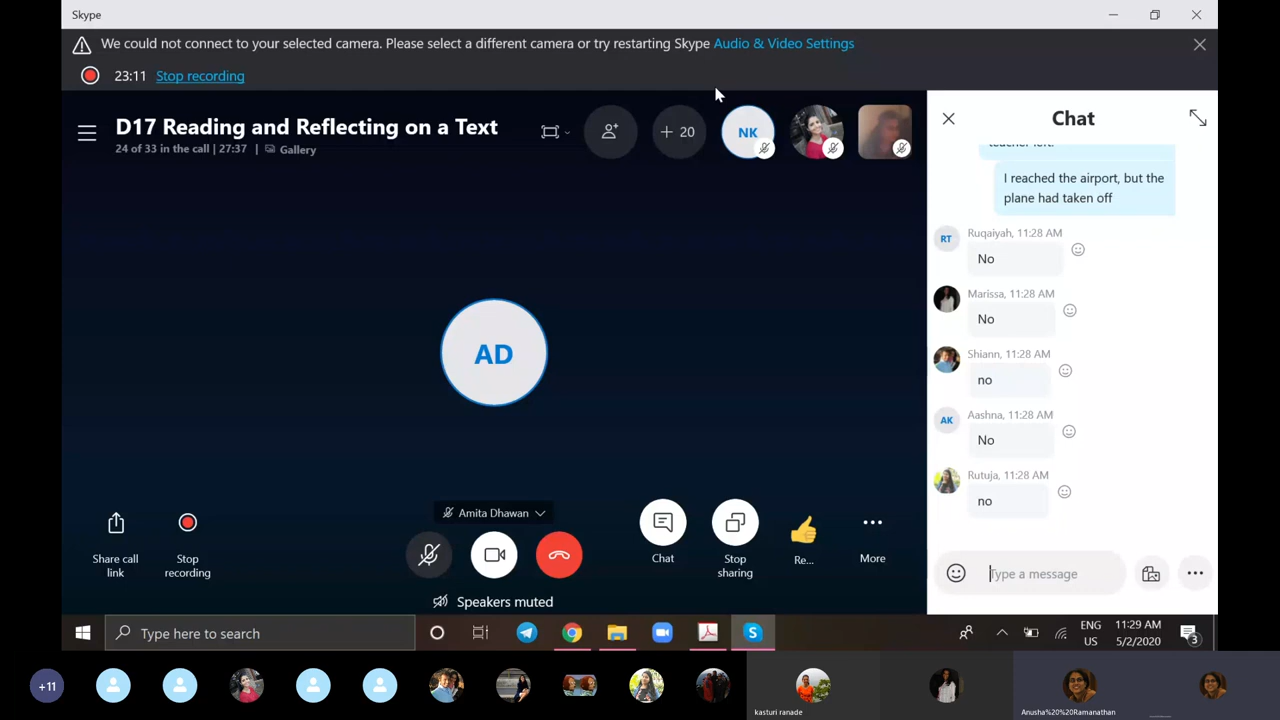 Skype
We could not connect to your selected camera. Please select a different camera or try restarting Skype Audio & Video Settings
23:11 Stop recording
D17 Reading and Reflecting on a Text
24 of 33 in the call | 27:37 | Gallery
+ 20
NK
Chat
teacher left.
I reached the airport, but the
plane had taken off
RT
Ruqaiyah, 11:28 AM
No
Marissa, 11:28 AM
No
Shiann, 11:28 AM
no
AK
Aashna, 11:28 AM
No
Rutuja, 11:28 AM
no
AD
Amita Dhawan
Share call
link
Stop
recording
Chat
Stop
sharing
Re...
More
Speakers muted
Type a message
Type here to search
ENG
US
11:29 AM
5/2/2020
3
+11
kasturi ranade
Anusha%20%20Ramanathan